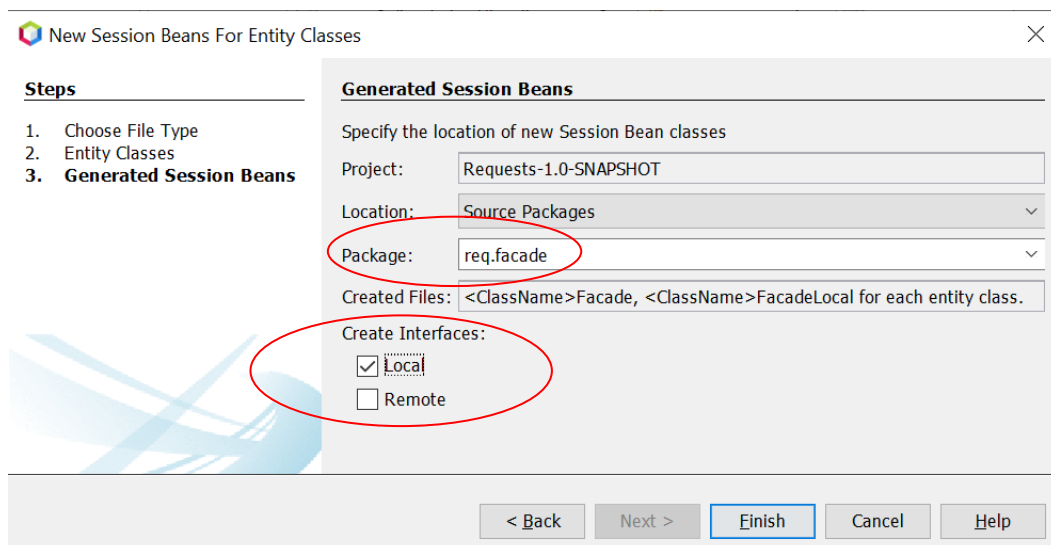 New Session Beans For Entity Classes
Steps
1. Choose File Type
2. Entity Classes
3. Generated Session Beans
Generated Session Beans
Specify the location of new Session Bean classes
Project: Requests-1.0-SNAPSHOT
Location: Source Packages
Package: req.facade
Created Files: <ClassName>Facade, <ClassName>FacadeLocal for each entity class.
Create Interfaces:
Local
Remote
< Back Next > Finish Cancel Help